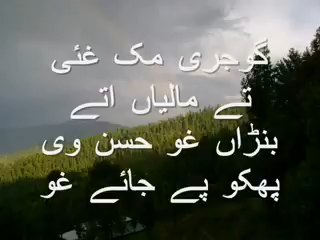 گوجری مک غئی
تے مالیاں اتے
بنڑاں غو حسن وی
پھکو پے جائے غو